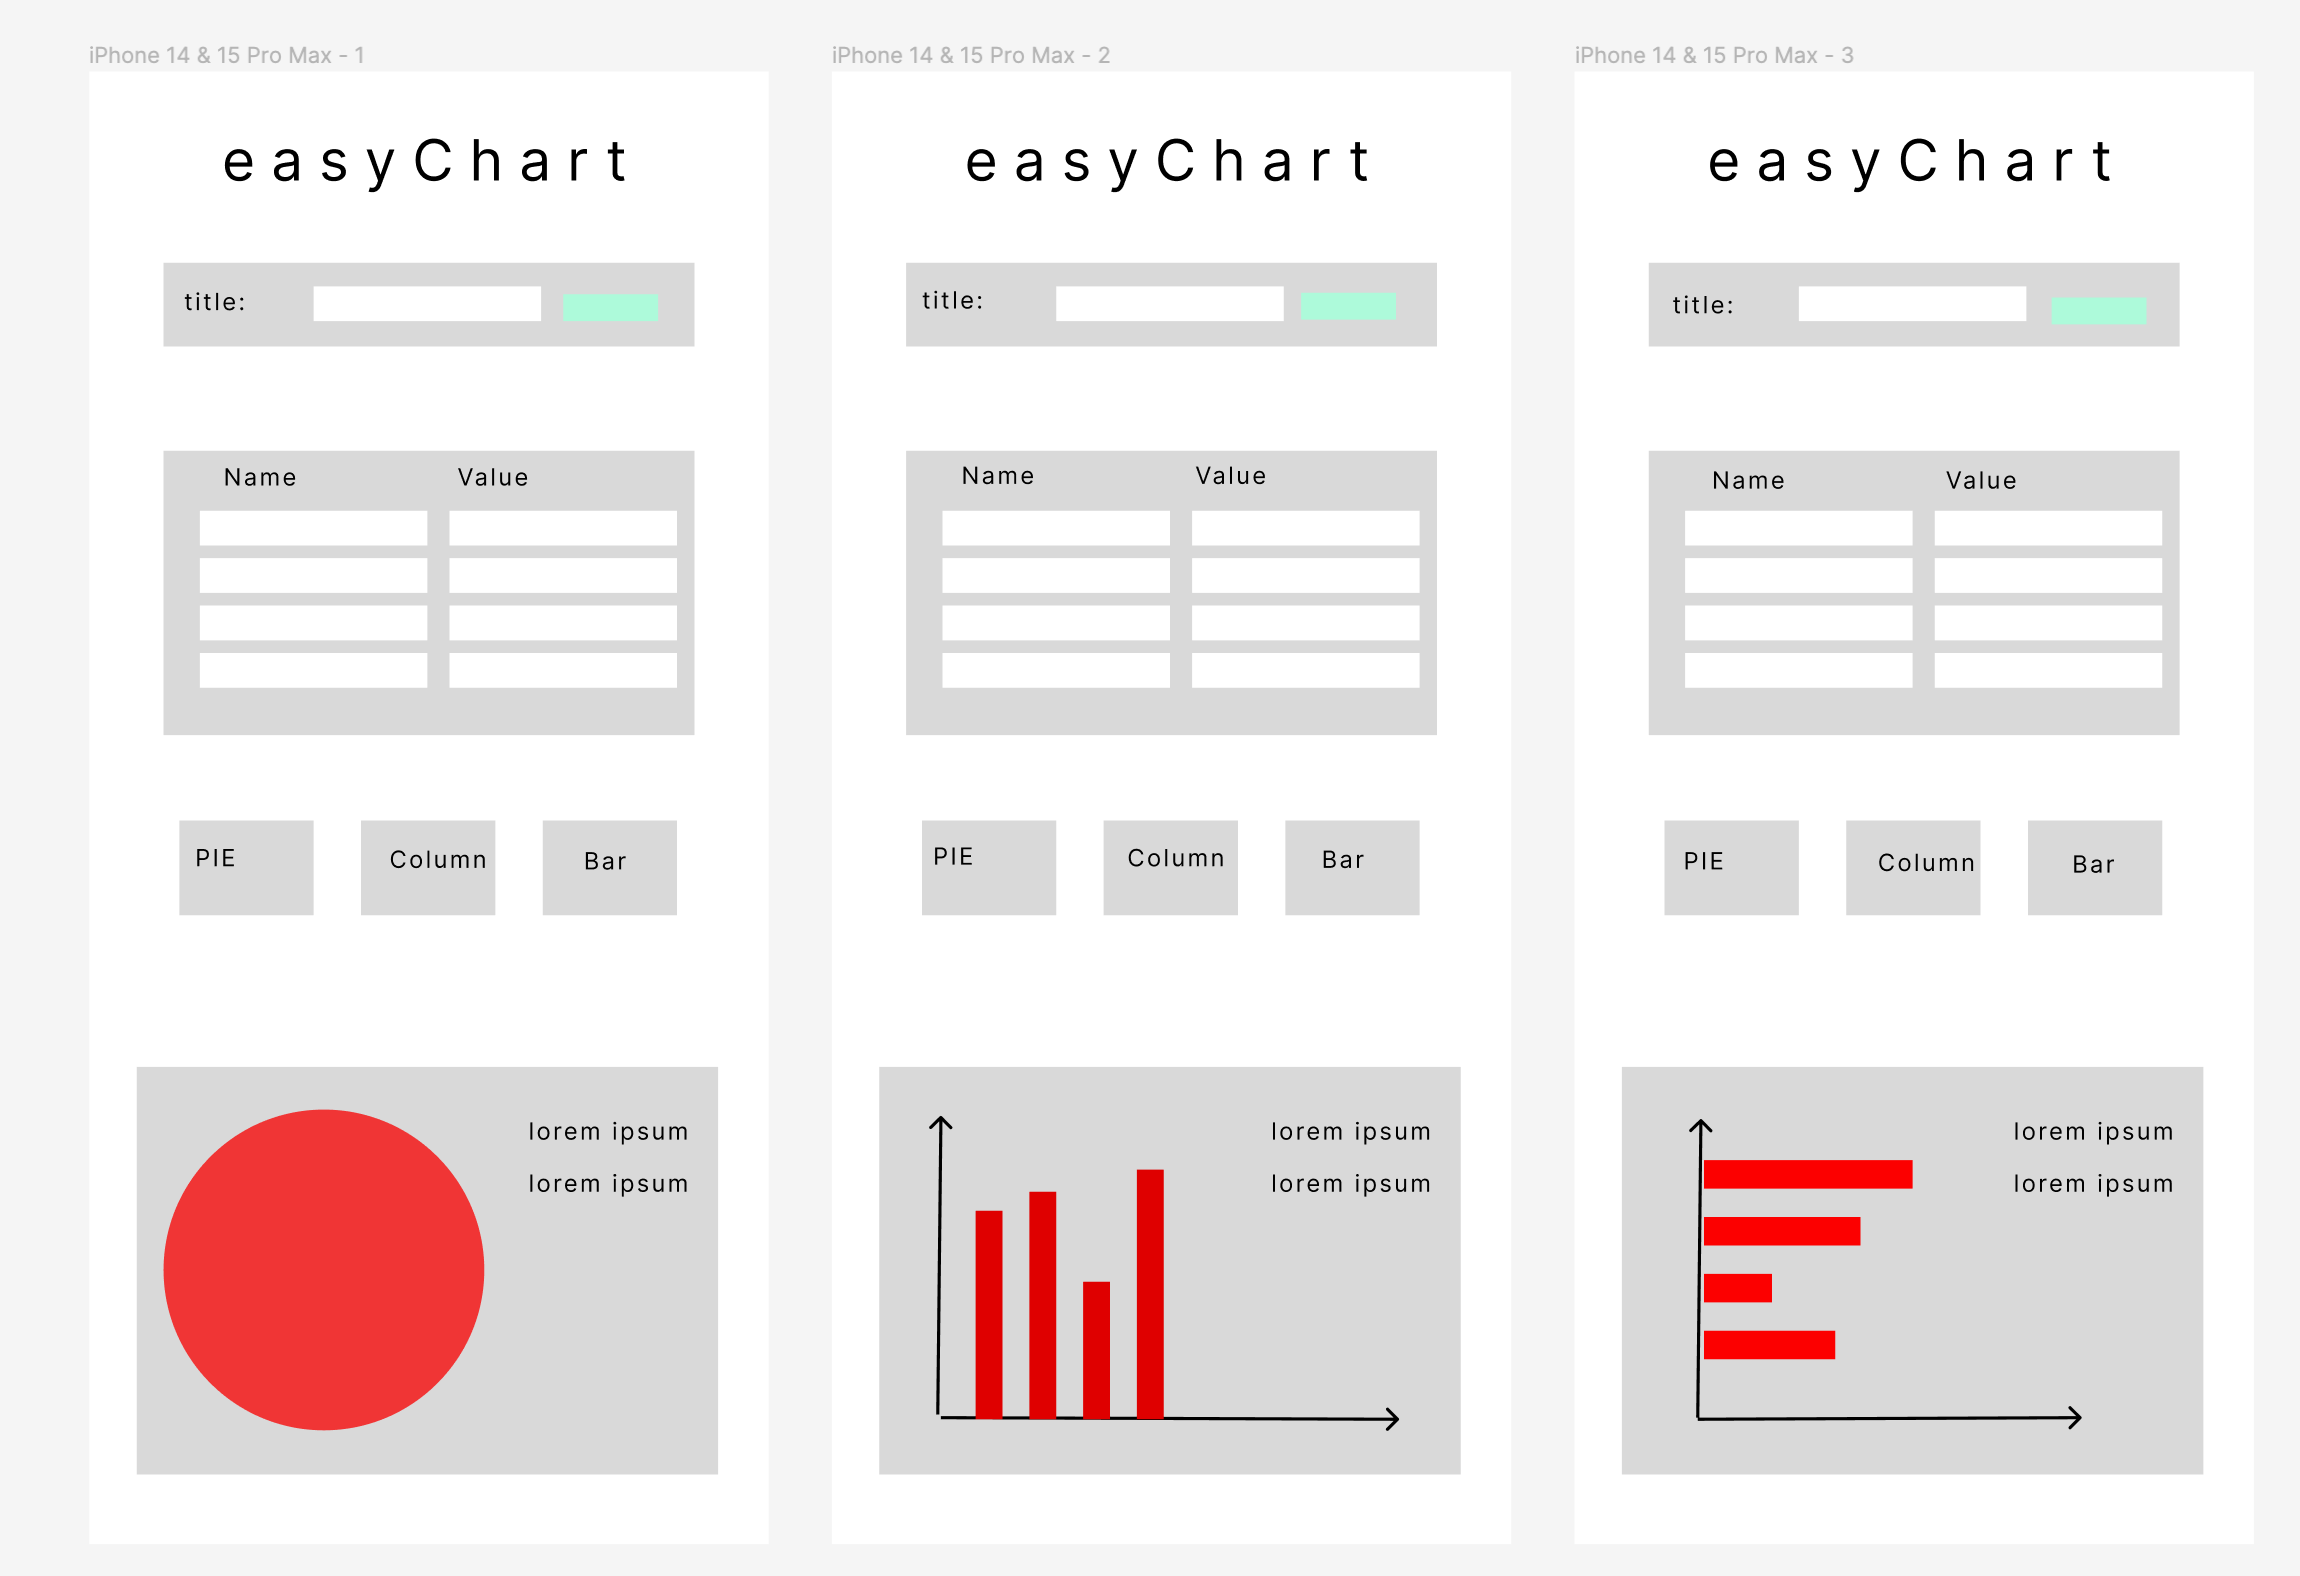 iPhone 14 & 15 Pro Max - 1
easyChart
title:
Name Value
PIE Column Bar
lorem ipsum
lorem ipsum
iPhone 14 & 15 Pro Max - 2
easyChart
title:
Name Value
PIE Column Bar
lorem ipsum
lorem ipsum
iPhone 14 & 15 Pro Max - 3
easyChart
title:
Name Value
PIE Column Bar
lorem ipsum
lorem ipsum